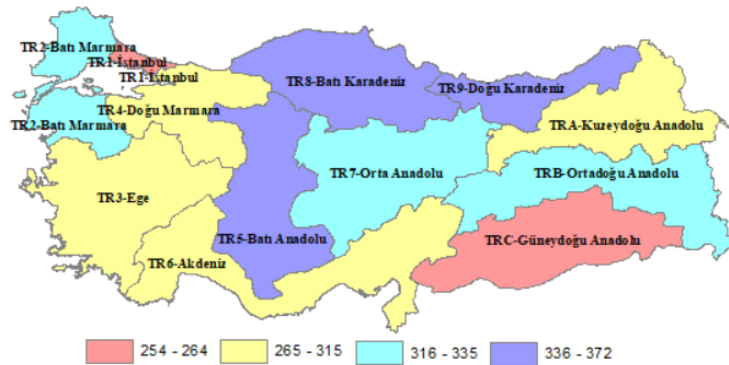 TR2-Batı Marmara
TR1-İstanbul
TR1-İstanbul
TR8-Batı Karadeniz
TR9-Doğu Karadeniz
TR4-Doğu Marmara
TR2-Batı Marmara
TRA-Kuzeydoğu Anadolu
TR7-Orta Anadolu
TRB-Ortadoğu Anadolu
TR3-Ege
TR5-Batı Anadolu
TRC-Güneydoğu Anadolu
TR6-Akdeniz
254 - 264 265 - 315 316 - 335 336 - 372